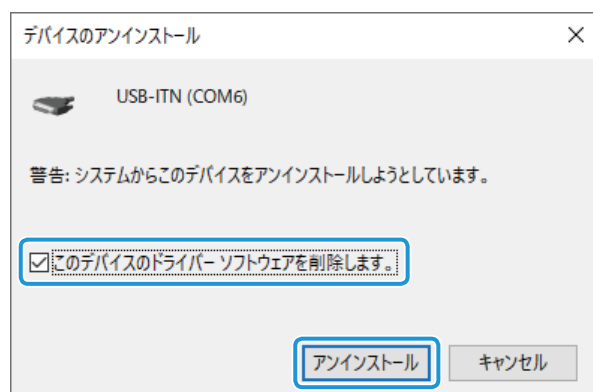 デバイスのアンインストール
USB-ITN (COM6)
警告: システムからこのデバイスをアンインストールしようとしています。
このデバイスのドライバー ソフトウェアを削除します。
アンインストール キャンセル